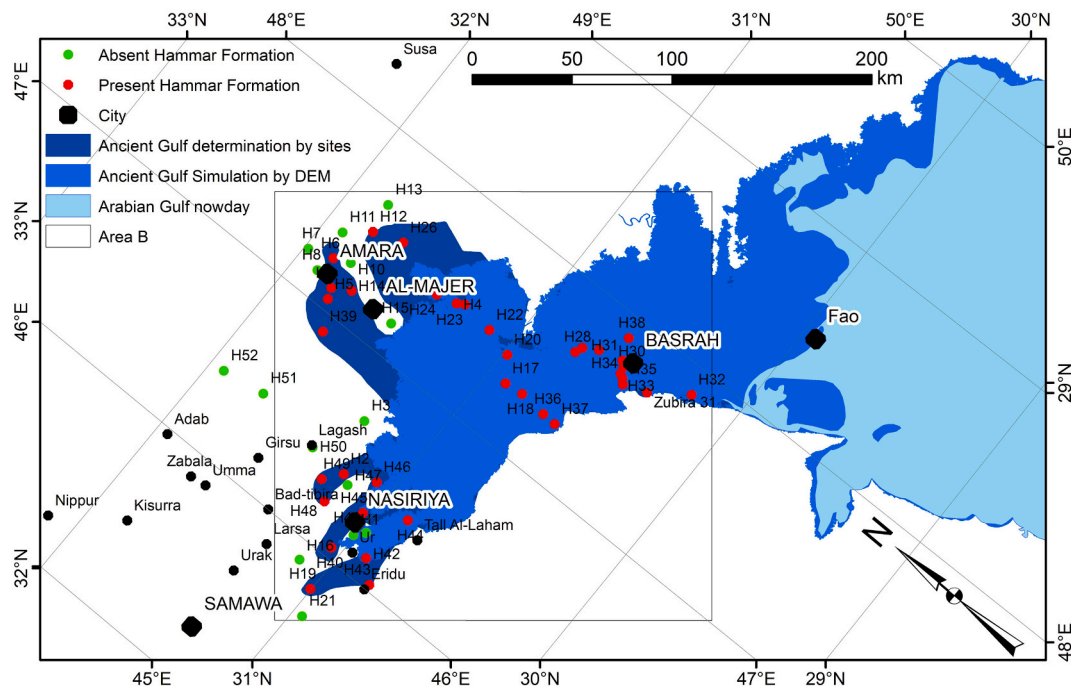 33°N
48°E
32°N
49°E
31°N
50°E
30°N
47°E
33°N
46°E
32°N
50°E
29°N
49°E
48°E
45°E
31°N
46°E
30°N
47°E
29°N
Absent Hammar Formation
Present Hammar Formation
City
Ancient Gulf determination by sites
Ancient Gulf Simulation by DEM
Arabian Gulf nowday
Area B
0 50 100 200
km
Susa
H13
H11 H12
H7
H26
H6
AMARA
H8
H10
H5
H14
AL-MAJER
H15
H24
H4
H23
H39
H22
H38
H28
BASRAH
Fao
H20
H31
H30
H34
H35
H17
H33
H32
Zubira 31
H36
H18
H37
H52
H51
H3
Adab
Girsu
Lagash
H50
Zabala
Umma
H49
H2
H46
H47
Nippur
Kisurra
Bad-tibira
H48
H45
NASIRIYA
H1
H44
Tall Al-Laham
Larsa
Ur
Urak
H16
H40
H42
H43
Eridu
H19
H21
SAMAWA
N